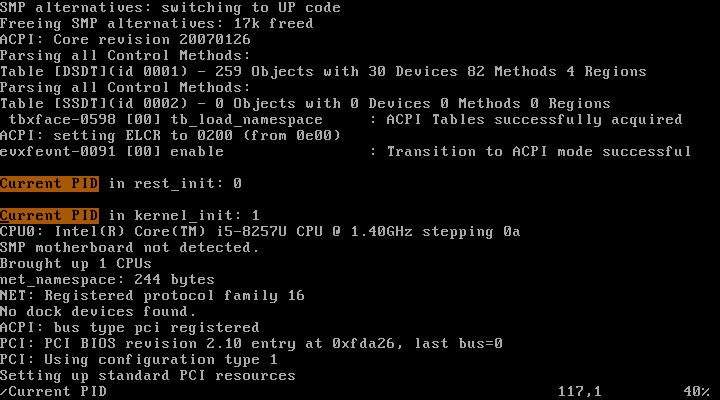 SMP alternatives: switching to UP code
Freeing SMP alternatives: 17k freed
ACPI: Core revision 20070126
Parsing all Control Methods:
Table [DSDT](id 0001) - 259 Objects with 30 Devices 82 Methods 4 Regions
Parsing all Control Methods:
Table [SSDT](id 0002) - 0 Objects with 0 Devices 0 Methods 0 Regions
 tbxface-0598 [00] tb_load_namespace     : ACPI Tables successfully acquired
ACPI: setting ELCR to 0200 (from 0e00)
evxfevnt-0091 [00] enable                : Transition to ACPI mode successful
Current PID in rest_init: 0
Current PID in kernel_init: 1
CPU0: Intel(R) Core(TM) i5-8257U CPU @ 1.40GHz stepping 0a
SMP motherboard not detected.
Brought up 1 CPUs
net_namespace: 244 bytes
NET: Registered protocol family 16
No dock devices found.
ACPI: bus type pci registered
PCI: PCI BIOS revision 2.10 entry at 0xfda26, last bus=0
PCI: Using configuration type 1
Setting up standard PCI resources
/Current PID                                                  117,1         40%